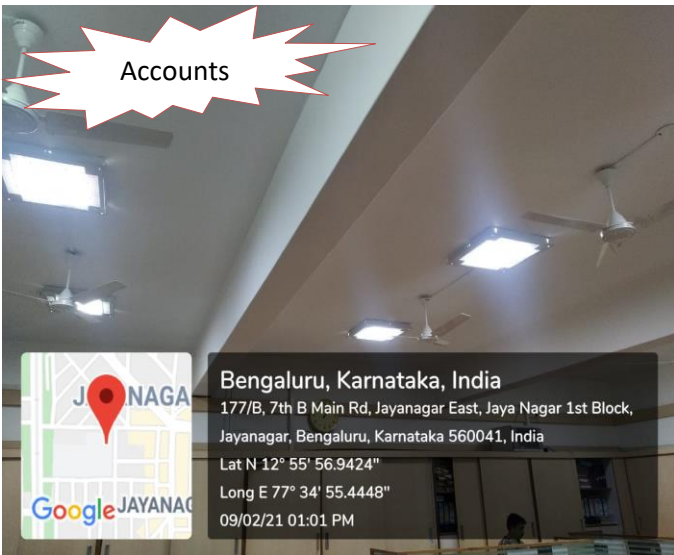 Accounts
J NAGA
JAYANAG
Google
Bengaluru, Karnataka, India
177/B, 7th B Main Rd, Jayanagar East, Jaya Nagar 1st Block,
Jayanagar, Bengaluru, Karnataka 560041, India
Lat N 12° 55' 56.9424"
Long E 77° 34' 55.4448"
09/02/21 01:01 PM